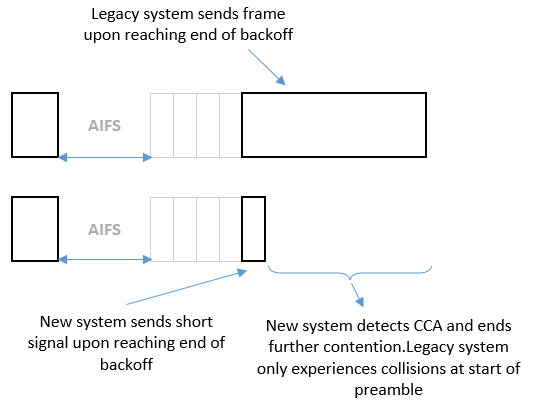 Legacy system sends frame
upon reaching end of backoff
AIFS
AIFS
New system sends short
signal upon reaching end of
backoff
New system detects CCA and ends
further contention.Legacy system
only experiences collisions at start of
preamble